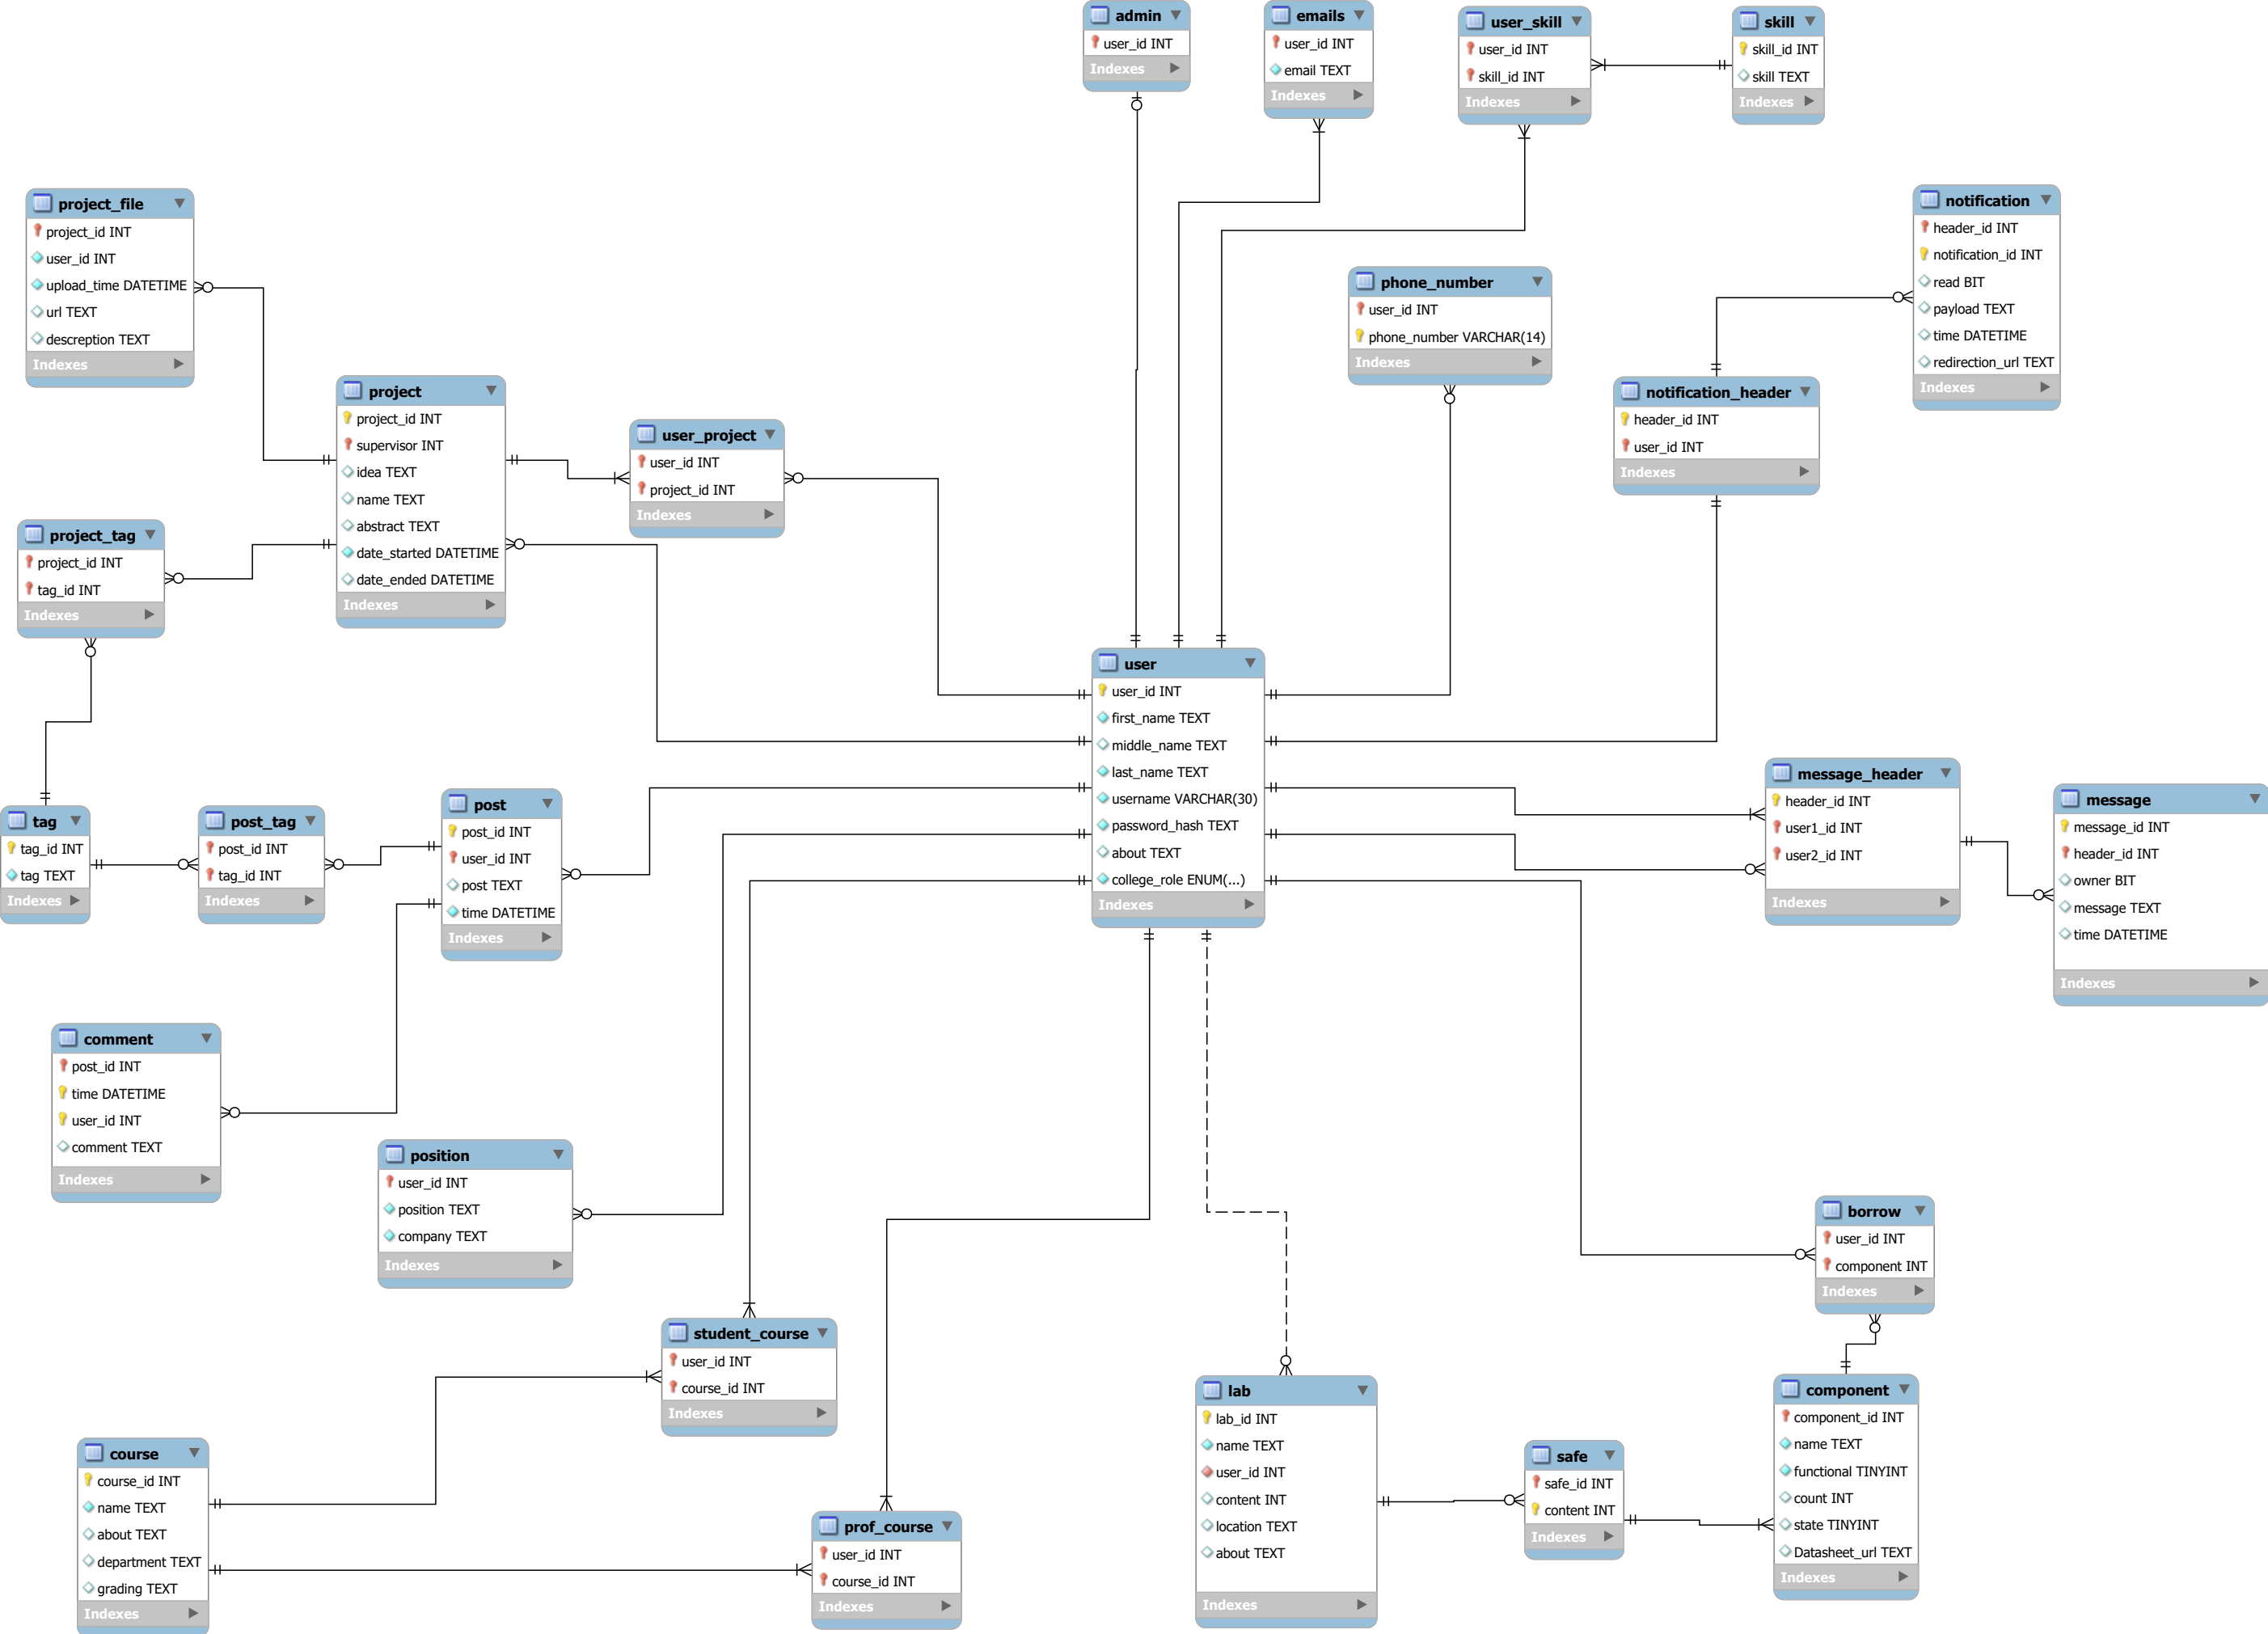 admin
user_id INT
Indexes
emails
user_id INT
email TEXT
Indexes
user_skill
user_id INT
skill_id INT
Indexes
skill
skill_id INT
skill TEXT
Indexes
project_file
project_id INT
user_id INT
upload_time DATETIME
url TEXT
descreption TEXT
Indexes
notification
header_id INT
notification_id INT
read BIT
payload TEXT
time DATETIME
redirection_url TEXT
Indexes
phone_number
user_id INT
phone_number VARCHAR(14)
Indexes
project
project_id INT
supervisor INT
idea TEXT
name TEXT
abstract TEXT
date_started DATETIME
date_ended DATETIME
Indexes
notification_header
header_id INT
user_id INT
Indexes
user_project
user_id INT
project_id INT
Indexes
project_tag
project_id INT
tag_id INT
Indexes
user
user_id INT
first_name TEXT
middle_name TEXT
last_name TEXT
username VARCHAR(30)
password_hash TEXT
about TEXT
college_role ENUM(...)
Indexes
message_header
header_id INT
user1_id INT
user2_id INT
Indexes
message
message_id INT
header_id INT
owner BIT
message TEXT
time DATETIME
Indexes
tag
tag_id INT
tag TEXT
Indexes
post_tag
post_id INT
tag_id INT
Indexes
post
post_id INT
user_id INT
post TEXT
time DATETIME
Indexes
comment
post_id INT
time DATETIME
user_id INT
comment TEXT
Indexes
position
user_id INT
position TEXT
company TEXT
Indexes
borrow
user_id INT
component INT
Indexes
student_course
user_id INT
course_id INT
Indexes
lab
lab_id INT
name TEXT
user_id INT
content INT
location TEXT
about TEXT
Indexes
component
component_id INT
name TEXT
functional TINYINT
count INT
state TINYINT
Datasheet_url TEXT
Indexes
course
course_id INT
name TEXT
about TEXT
department TEXT
grading TEXT
Indexes
safe
safe_id INT
content INT
Indexes
prof_course
user_id INT
course_id INT
Indexes